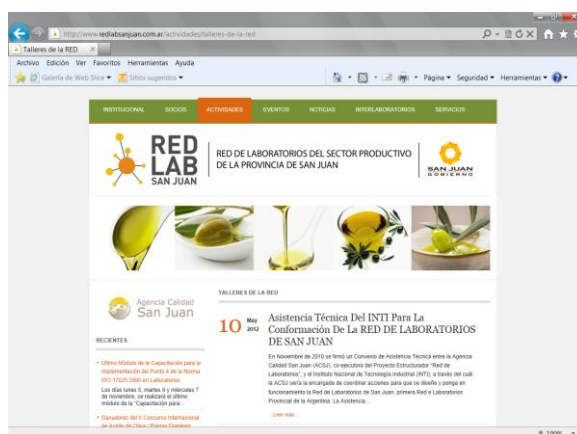 http://www.redlabsanjuan.com.ar/actividades/talleres-de-la-red
Talleres de la RED
Archivo Edición Ver Favoritos Herramientas Ayuda
Galería de Web Slice Sitios sugeridos Página Seguridad Herramientas
INSTITUCIONAL SOCIOS ACTIVIDADES EVENTOS NOTICIAS INTERLABORATORIOS SERVICIOS
RED LAB
SAN JUAN
RED DE LABORATORIOS DEL SECTOR PRODUCTIVO
DE LA PROVINCIA DE SAN JUAN
SAN JUAN
GOBIERNO
Agencia Calidad
San Juan
RECIENTES
Último Módulo de la Capacitación para la
Implementación del Punto 4 de la Norma
ISO 17025:2005 en Laboratorios
Los días lunes 5, martes 6 y miércoles 7
de noviembre, se realizará el último
módulo de la "Capacitación para...
Ganadores del II Concurso Internacional
de Aceite de Oliva | Premio Domingo
TALLERES DE LA RED
10 May
2012
Asistencia Técnica Del INTI Para La
Conformación De La RED DE LABORATORIOS
DE SAN JUAN
En Noviembre de 2010 se firmó un Convenio de Asistencia Técnica entre la Agencia
Calidad San Juan (ACSJ), co-ejecutora del Proyecto Estructurador "Red de
Laboratorios", y el Instituto Nacional de Tecnología Industrial (INTI), a través del cuál
la ACSJ sería la encargada de coordinar acciones para que se diseñe y ponga en
funcionamiento la Red de Laboratorios de San Juan, primera Red e Laboratorios
Provincial de la Argentina. La Asistencia...
Leer más...
100%